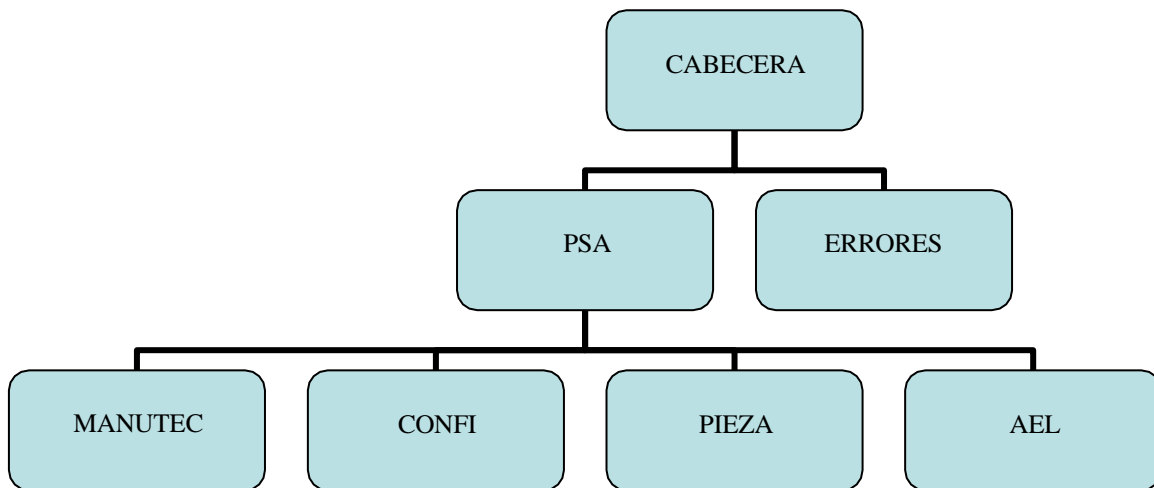 CABECERA
PSA
ERRORES
MANUTEC
CONFI
PIEZA
AEL